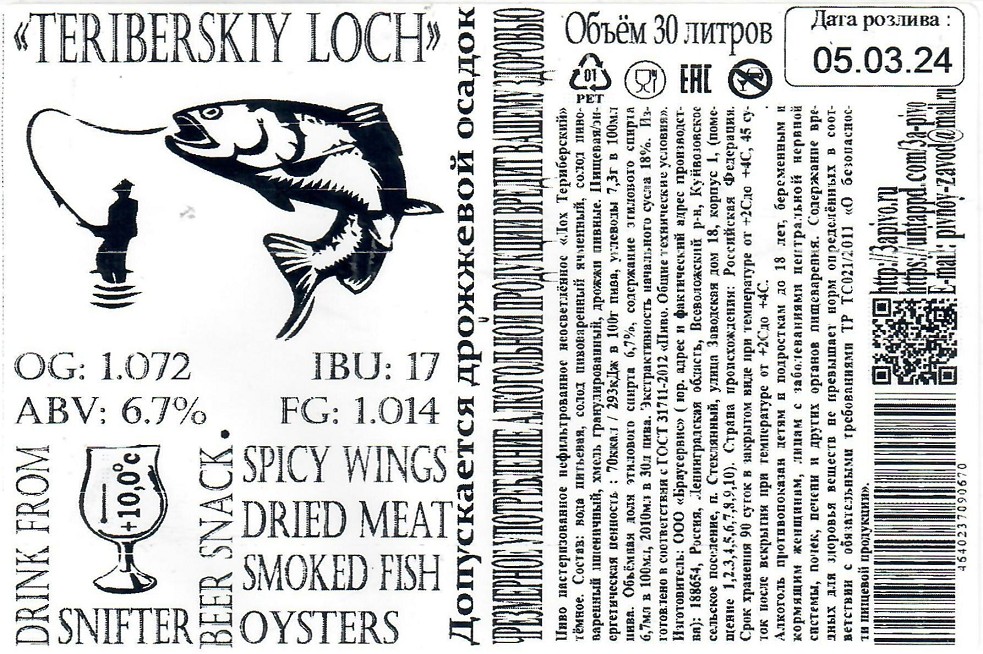 «TERIBERSKIY LOCH»
OG: 1.072
IBU: 17
ABV: 6.7%
FG: 1.014
DRINK FROM
+10,0°c
SNIFTER
BEER SNACK.
SPICY WINGS
DRIED MEAT
SMOKED FISH
OYSTERS
Допускается дрожжевой осадок
ЧРЕЗМЕРНОЕ УПОТРЕБЛЕНИЕ АЛКОГОЛЬНОЙ ПРОДУКЦИИ ВРЕДИТ ВАШЕМУ ЗДОРОВЬЮ
Объём 30 литров
Дата розлива :
05.03.24
01
PET
EAC
Пиво пастеризованное нефильтрованное неосветлённое «Лох Териберский»
тёмное. Состав: вода питьевая, солод пивоваренный ячменный, солод пиво-
варенный пшеничный, хмель гранулированный, дрожжи пивные. Пищевая/эн-
ергетическая ценность : 70ккал / 293кДж в 100г пива, углеводы 7,3г в 100мл
пива. Объёмная доля этилового спирта 6,7%, содержание этилового спирта
6,7мл в 100мл, 2010мл в 30л пива. Экстрактивность начального сусла 18%. Из-
готовлено в соответствии с ГОСТ 31711-2012 «Пиво. Общие технические условия».
Изготовитель: ООО «Браусервис» ( юр. адрес и фактический адрес производст-
ва): 188654, Россия, Ленинградская область, Всеволожский р-н, Куйвозовское
сельское поселение, п. Стеклянный, улица Заводская дом 18, корпус 1, (поме-
щение 1,2,3,4,5,6,7,8,9,10). Страна происхождения: Российская Федерация.
Срок хранения 90 суток в закрытом виде при температуре от +2Сдо +4С, 45 су-
ток после вскрытия при температуре от +2Сдо +4С.
Алкоголь противопоказан детям и подросткам до 18 лет, беременным и
кормящим женщинам, лицам с заболеваниями центральной нервной
системы, почек, печени и других органов пищеварения. Содержание вре-
дных для здоровья веществ не превышает норм определенных в соот-
ветствии с обязательными требованиями ТР ТС021/2011 «О безопаснос-
ти пищевой продукции».
http://3apivo.ru
https://untappd.com/3a-pivo
E-mail: pivnoy-zavod@mail.ru
4640237090670